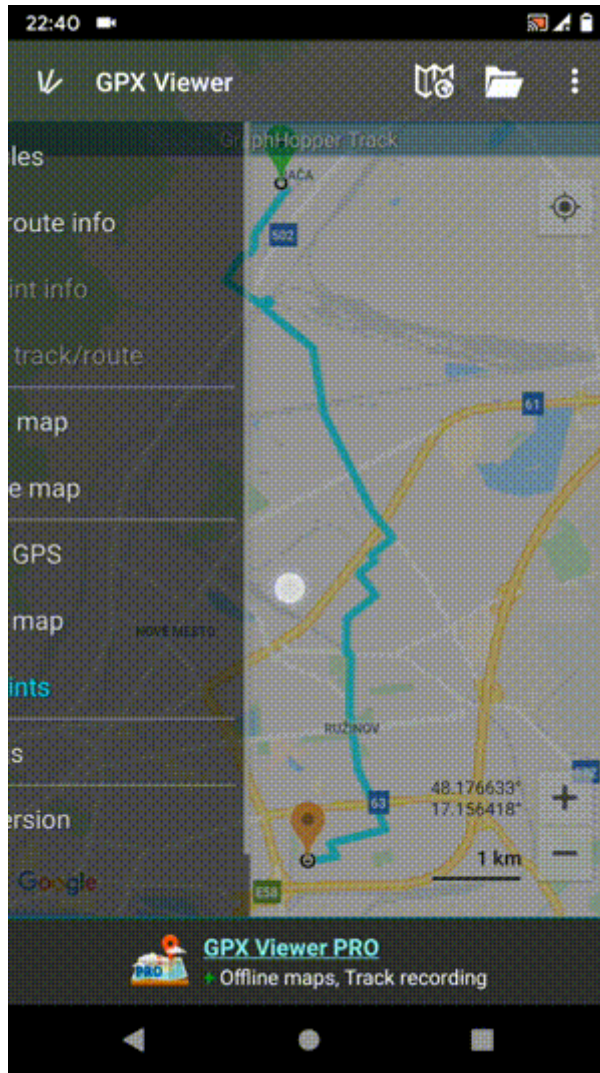 22:40
GPX Viewer
GraphHopper Track
les
AČA
502
route info
int info
track/route
61
map
e map
GPS
map
NOVÉ MESTO
ints
RUŽINOV
s
48.176633°
17.156418°
63
ersion
1 km
Google
E58
GPX Viewer PRO
PRO
+ Offline maps, Track recording